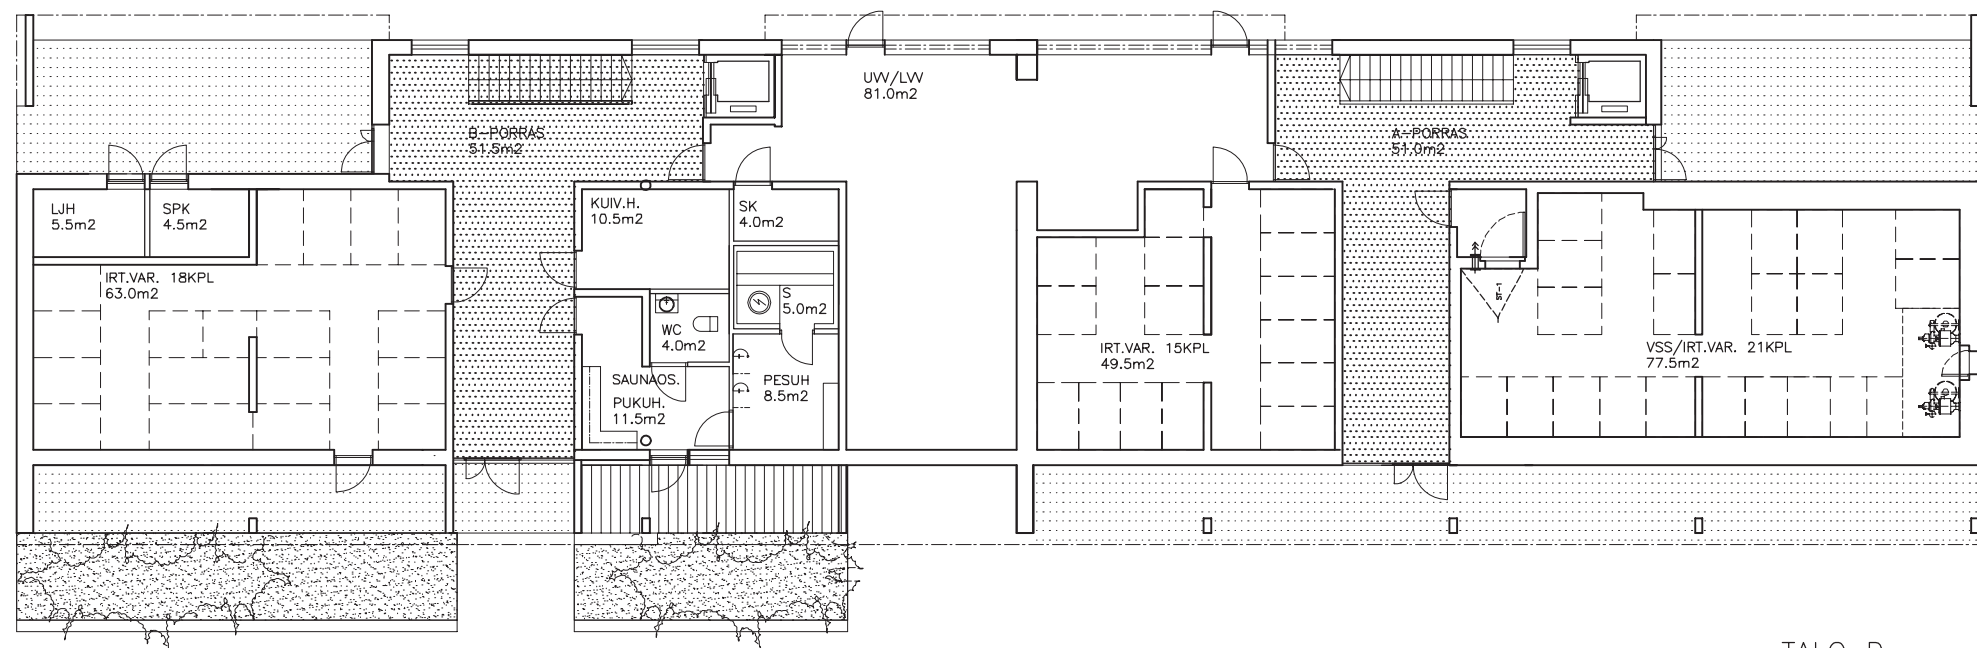 UW/LW
81.0m2
B-PORRAS
51.5m2
A-PORRAS
51.0m2
LJH
5.5m2
SPK
4.5m2
KUIV.H.
10.5m2
SK
4.0m2
IRT.VAR. 18KPL
63.0m2
S
5.0m2
ST-1
WC
4.0m2
IRT.VAR. 15KPL
49.5m2
VSS/IRT.VAR. 21KPL
77.5m2
SAUNAOS.
PUKUH.
11.5m2
PESUH
8.5m2